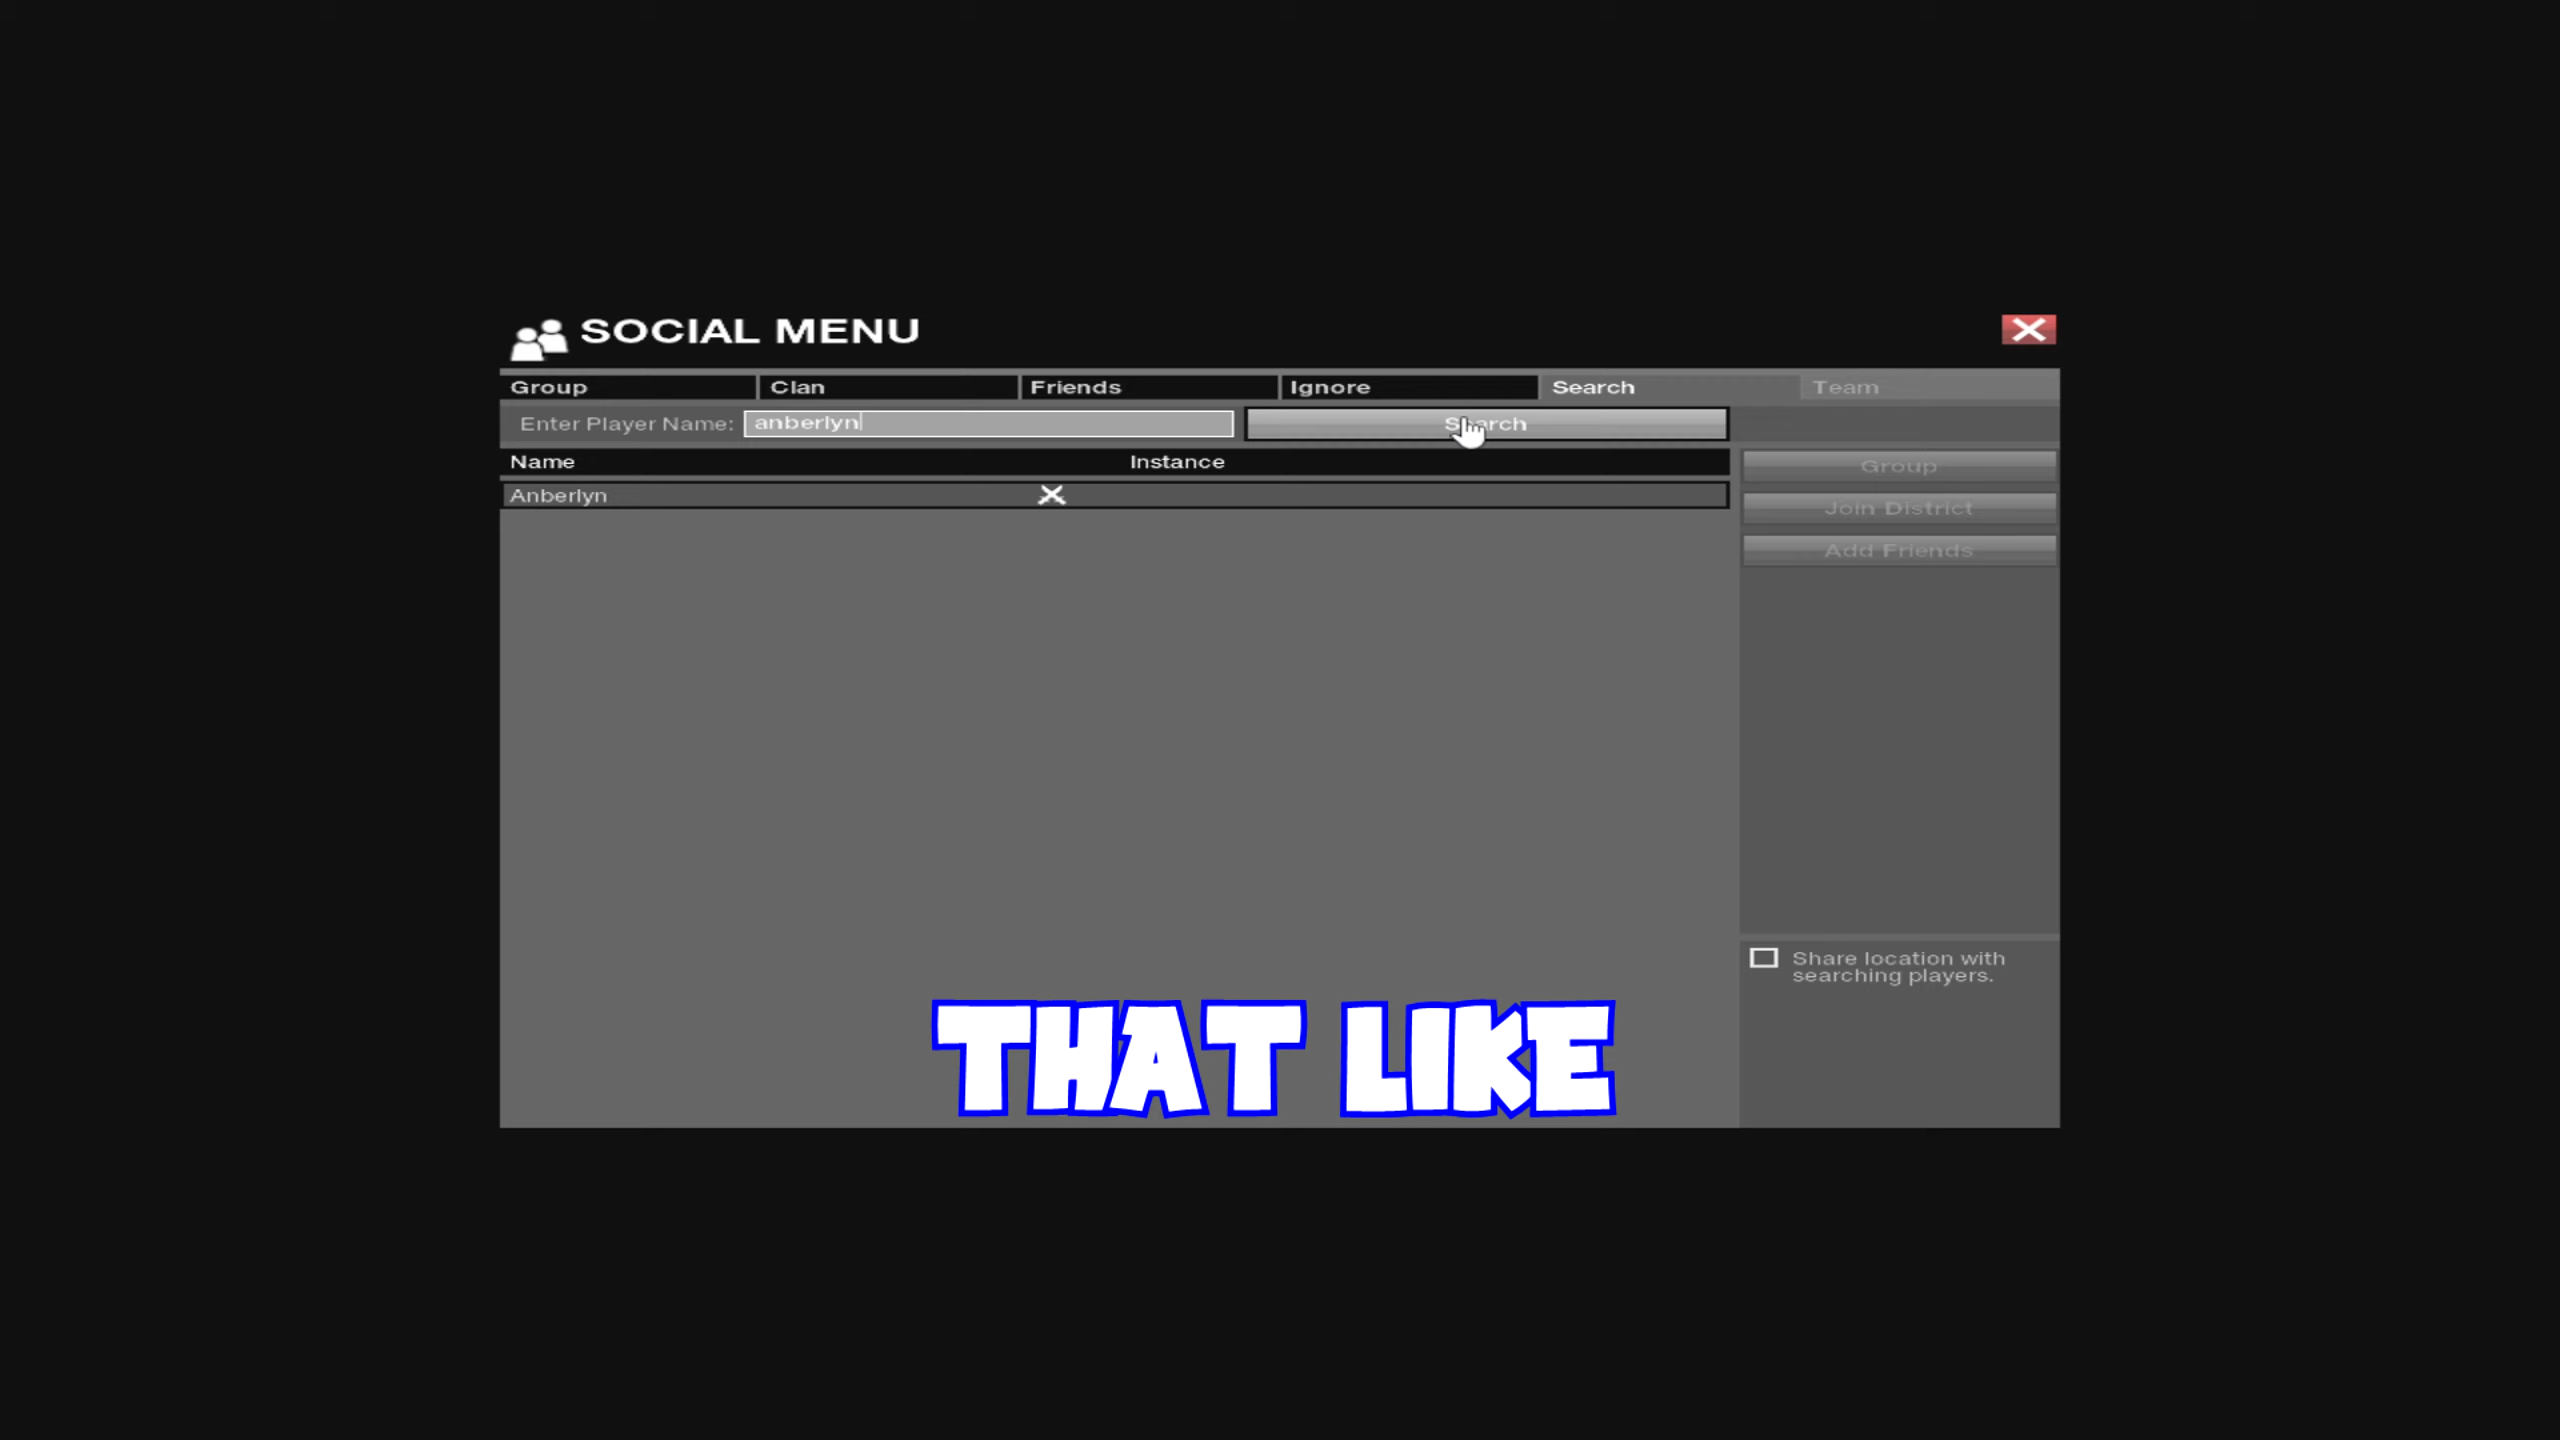 SOCIAL MENU
Group Clan Friends Ignore Search Team
Enter Player Name: anberlyn Search
Name Instance
Anberlyn
Group
Join District
Add Friends
Share location with
searching players.
THAT LIKE